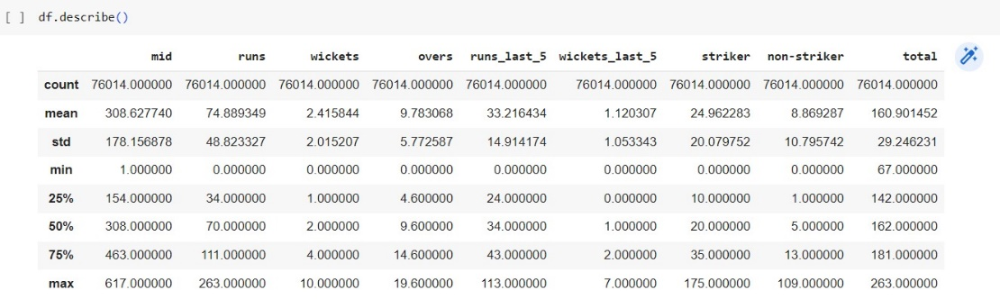 [ ] df.describe()
mid runs wickets overs runs_last_5 wickets_last_5 striker non-striker total
count 76014.000000 76014.000000 76014.000000 76014.000000 76014.000000 76014.000000 76014.000000 76014.000000 76014.000000
mean 308.627740 74.889349 2.415844 9.783068 33.216434 1.120307 24.962283 8.869287 160.901452
std 178.156878 48.823327 2.015207 5.772587 14.914174 1.053343 20.079752 10.795742 29.246231
min 1.000000 0.000000 0.000000 0.000000 0.000000 0.000000 0.000000 0.000000 67.000000
25% 154.000000 34.000000 1.000000 4.600000 24.000000 0.000000 10.000000 1.000000 142.000000
50% 308.000000 70.000000 2.000000 9.600000 34.000000 1.000000 20.000000 5.000000 162.000000
75% 463.000000 111.000000 4.000000 14.600000 43.000000 2.000000 35.000000 13.000000 181.000000
max 617.000000 263.000000 10.000000 19.600000 113.000000 7.000000 175.000000 109.000000 263.000000